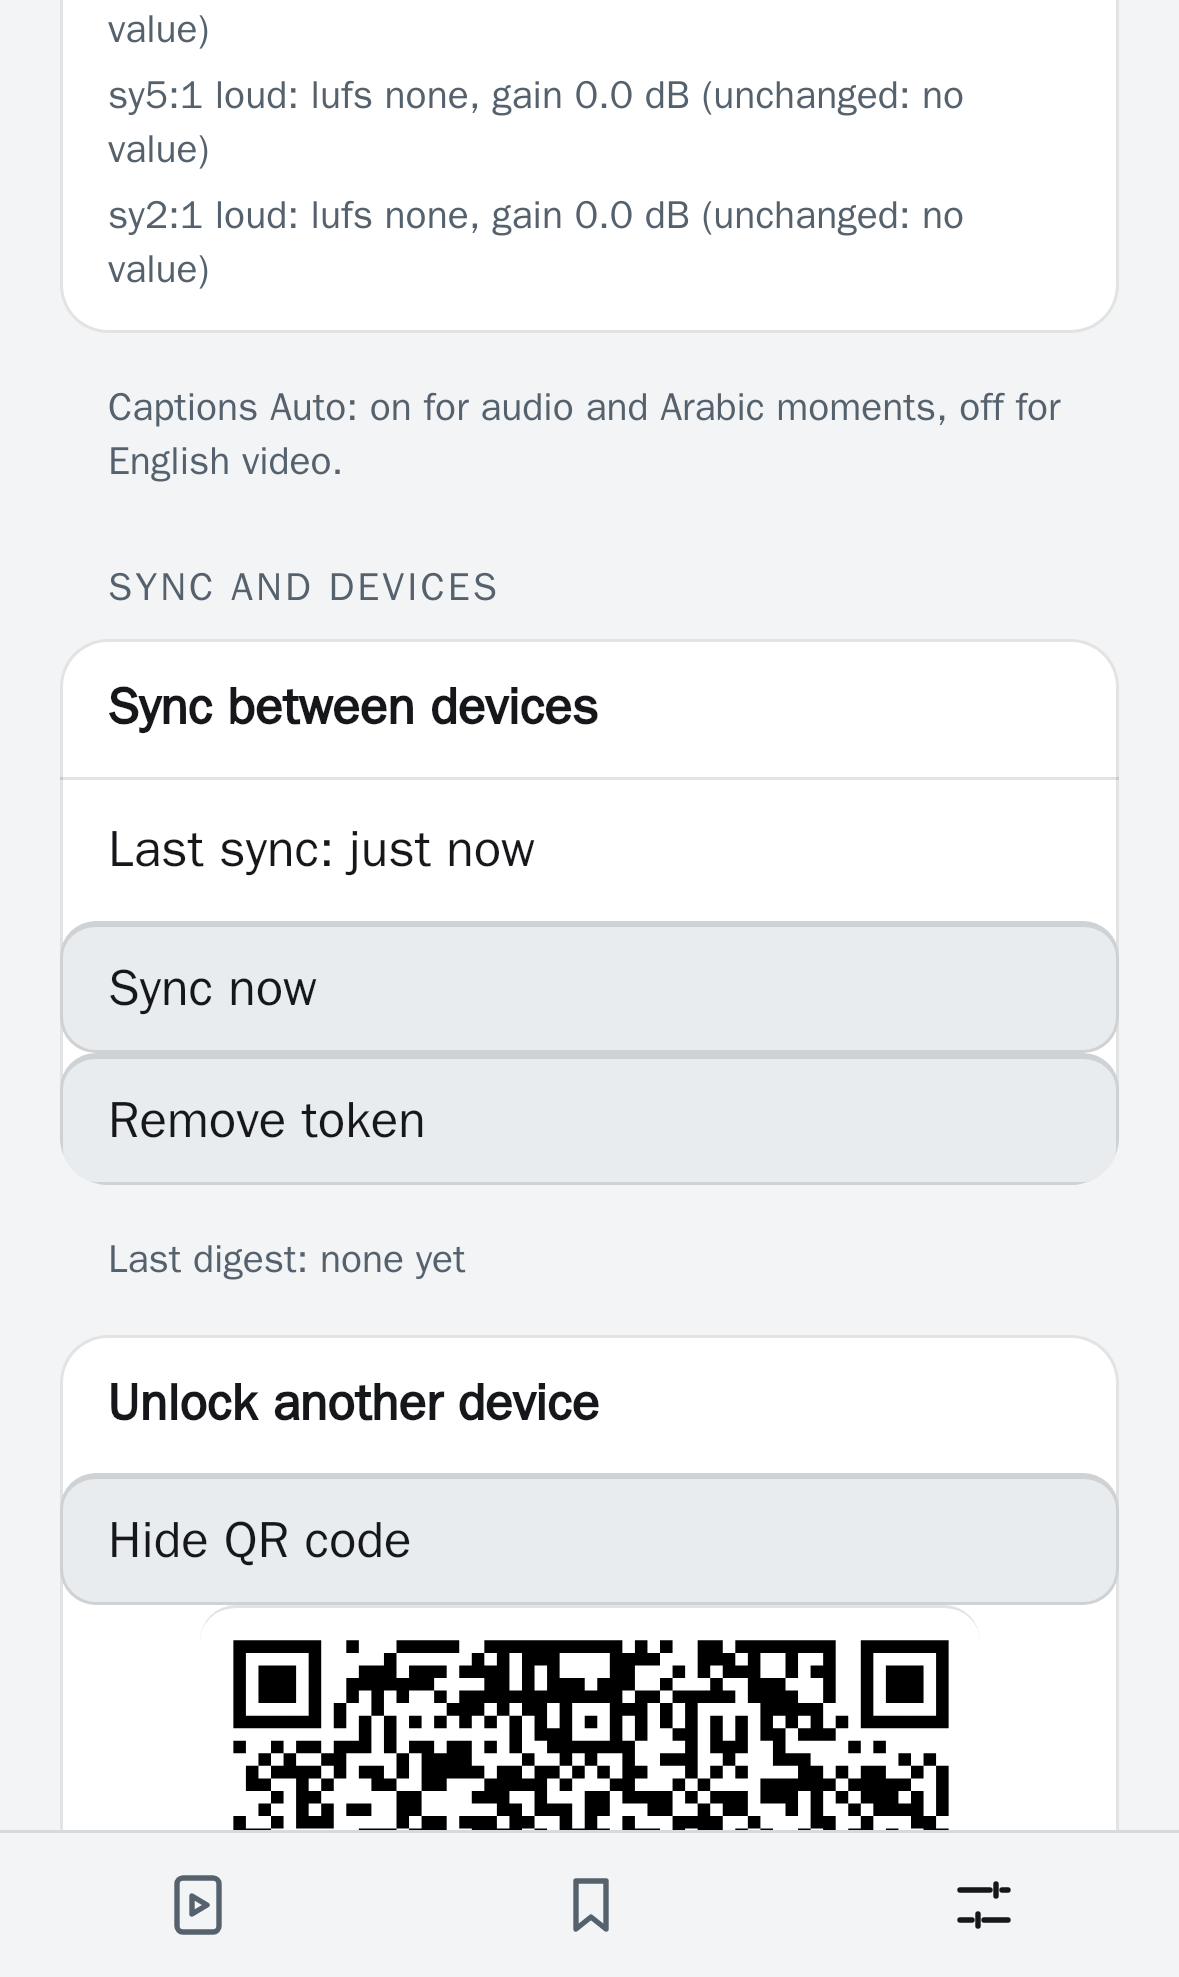 value)
sy5:1 loud: lufs none, gain 0.0 dB (unchanged: no
value)
sy2:1 loud: lufs none, gain 0.0 dB (unchanged: no
value)
Captions Auto: on for audio and Arabic moments, off for
English video.
SYNC AND DEVICES
Sync between devices
Last sync: just now
Sync now
Remove token
Last digest: none yet
Unlock another device
Hide QR code